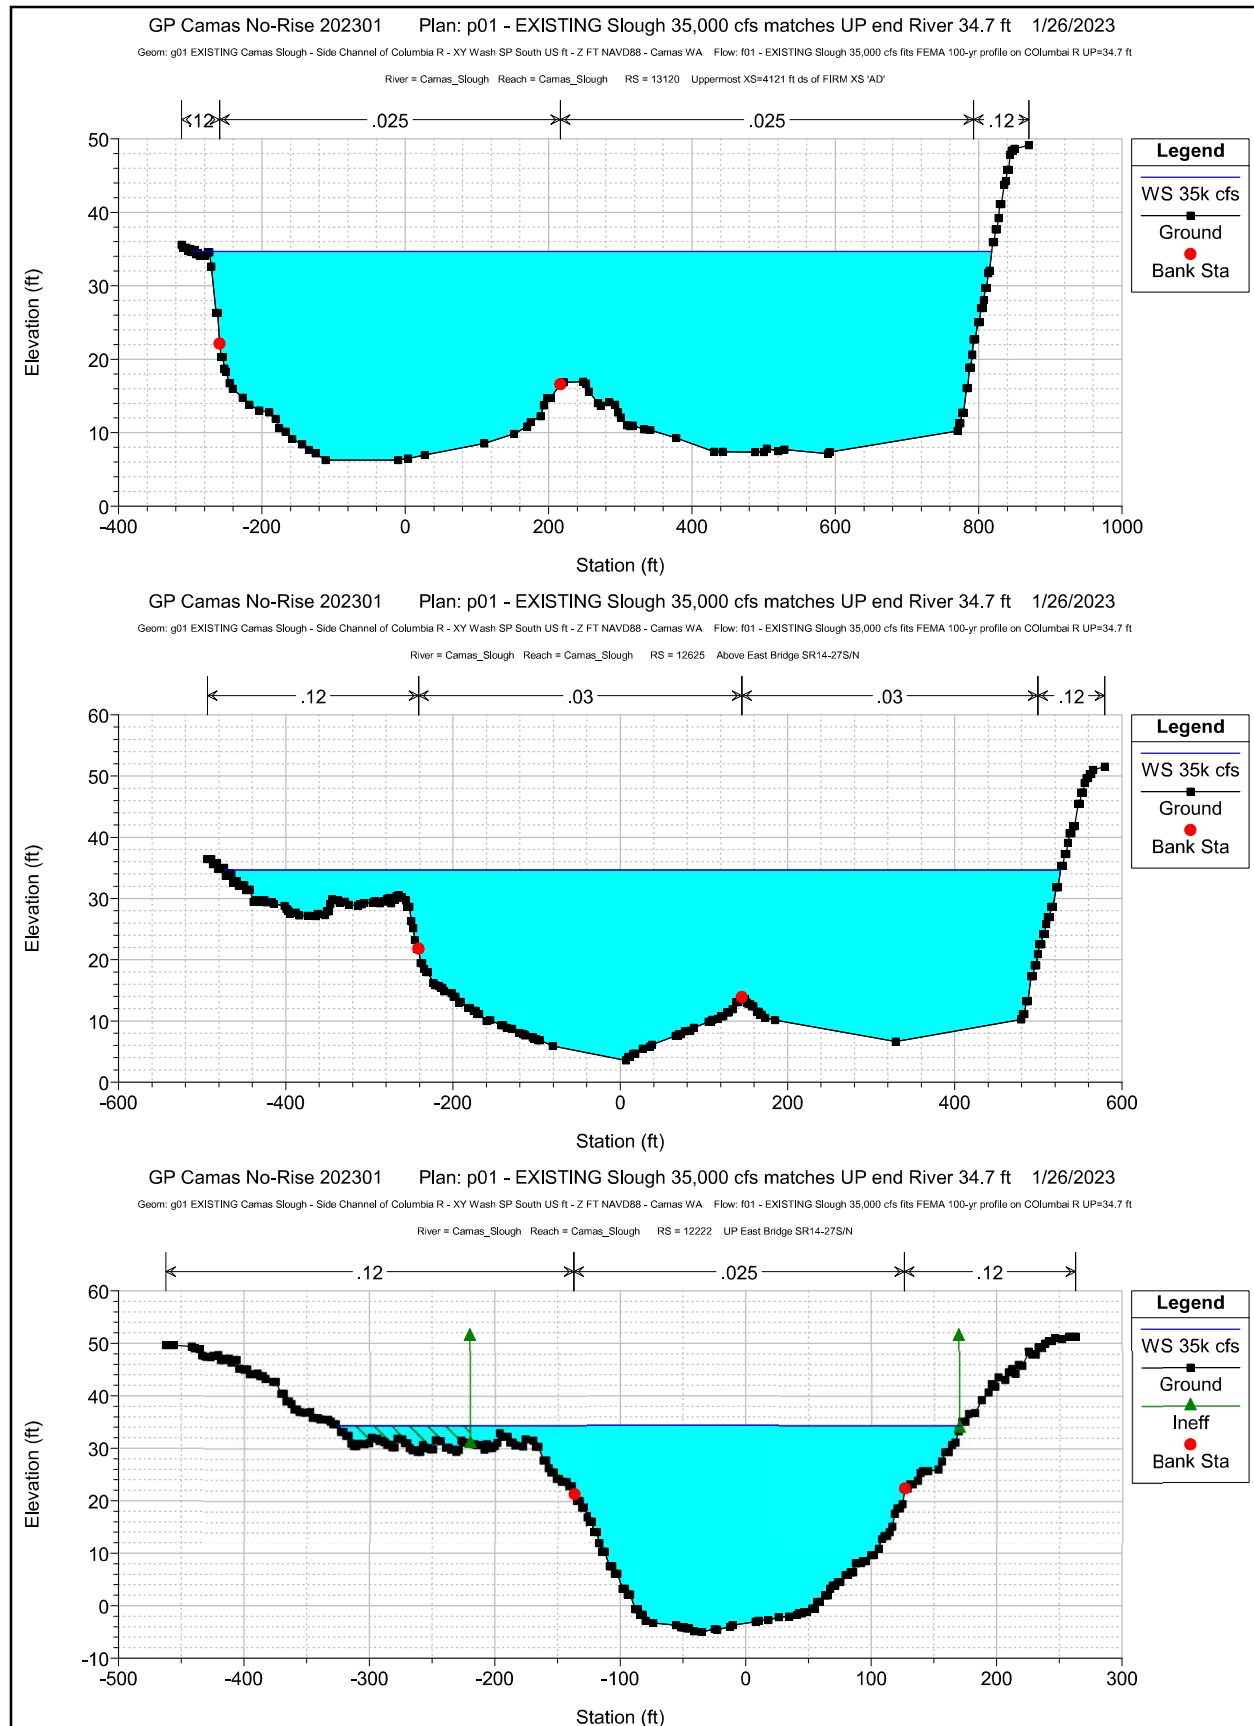 GP Camas No-Rise 202301 Plan: p01 - EXISTING Slough 35,000 cfs matches UP end River 34.7 ft 1/26/2023
Geom: g01 EXISTING Camas Slough - Side Channel of Columbia R - XY Wash SP South US ft - Z FT NAVD88 - Camas WA Flow: f01 - EXISTING Slough 35,000 cfs fits FEMA 100-yr profile on COlumbai R UP=34.7 ft
River = Camas_Slough Reach = Camas_Slough RS = 13120 Uppermost XS=4121 ft ds of FIRM XS 'AD'
.12 .025 .025 .12
50
40
30
20
10
0
Elevation (ft)
-400 -200 0 200 400 600 800 1000
Station (ft)
Legend
WS 35k cfs
Ground
Bank Sta
GP Camas No-Rise 202301 Plan: p01 - EXISTING Slough 35,000 cfs matches UP end River 34.7 ft 1/26/2023
Geom: g01 EXISTING Camas Slough - Side Channel of Columbia R - XY Wash SP South US ft - Z FT NAVD88 - Camas WA Flow: f01 - EXISTING Slough 35,000 cfs fits FEMA 100-yr profile on COlumbai R UP=34.7 ft
River = Camas_Slough Reach = Camas_Slough RS = 12625 Above East Bridge SR14-27S/N
.12 .03 .03 .12
60
50
40
30
20
10
0
Elevation (ft)
-600 -400 -200 0 200 400 600
Station (ft)
Legend
WS 35k cfs
Ground
Bank Sta
GP Camas No-Rise 202301 Plan: p01 - EXISTING Slough 35,000 cfs matches UP end River 34.7 ft 1/26/2023
Geom: g01 EXISTING Camas Slough - Side Channel of Columbia R - XY Wash SP South US ft - Z FT NAVD88 - Camas WA Flow: f01 - EXISTING Slough 35,000 cfs fits FEMA 100-yr profile on COlumbai R UP=34.7 ft
River = Camas_Slough Reach = Camas_Slough RS = 12222 UP East Bridge SR14-27S/N
.12 .025 .12
60
50
40
30
20
10
0
-10
Elevation (ft)
-500 -400 -300 -200 -100 0 100 200 300
Station (ft)
Legend
WS 35k cfs
Ground
Ineff
Bank Sta